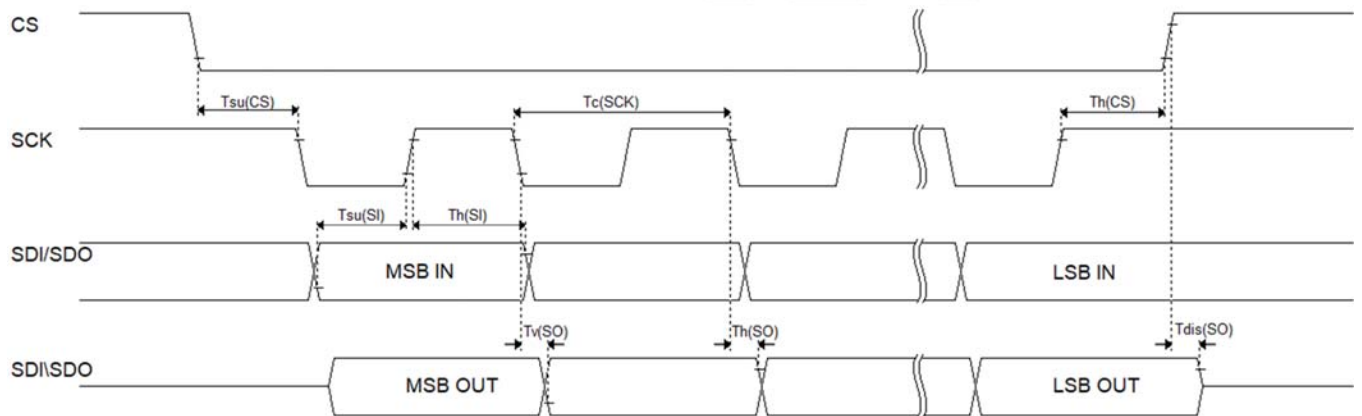 CS
Tsu(CS)
Tc(SCK)
Th(CS)
SCK
Tsu(SI)
Th(SI)
SDI/SDO
MSB IN
LSB IN
Tv(SO)
Th(SO)
Tdis(SO)
SDI\SDO
MSB OUT
LSB OUT